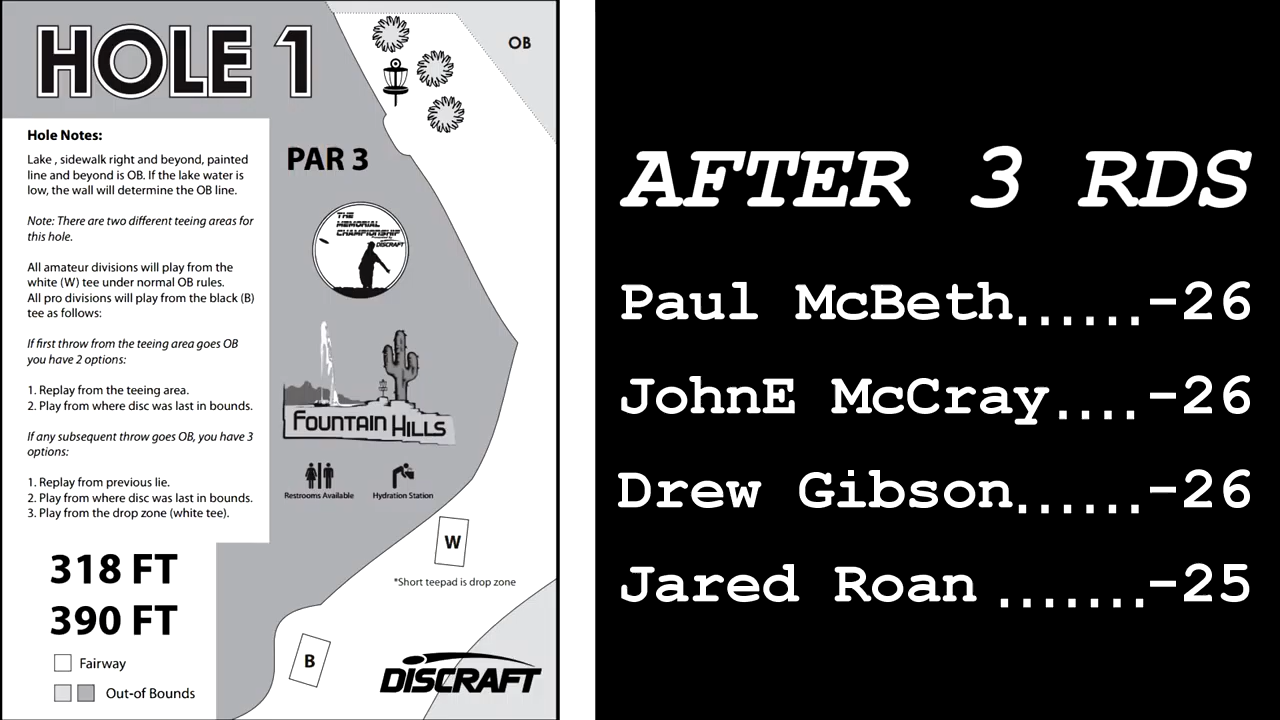 HOLE 1
OB
Hole Notes:
Lake , sidewalk right and beyond, painted
line and beyond is OB. If the lake water is
low, the wall will determine the OB line.
Note: There are two different teeing areas for
this hole.
All amateur divisions will play from the
white (W) tee under normal OB rules.
All pro divisions will play from the black (B)
tee as follows:
If first throw from the teeing area goes OB
you have 2 options:
1. Replay from the teeing area.
2. Play from where disc was last in bounds.
If any subsequent throw goes OB, you have 3
options:
1. Replay from previous lie.
2. Play from where disc was last in bounds.
3. Play from the drop zone (white tee).
318 FT
390 FT
Fairway
Out-of Bounds
PAR 3
THE
MEMORIAL
CHAMPIONSHIP
DISCRAFT
FOUNTAIN HILLS
Restrooms Available
Hydration Station
W
*Short teepad is drop zone
B
DISCRAFT
AFTER 3 RDS
Paul McBeth......-26
JohnE McCray....-26
Drew Gibson......-26
Jared Roan .......-25